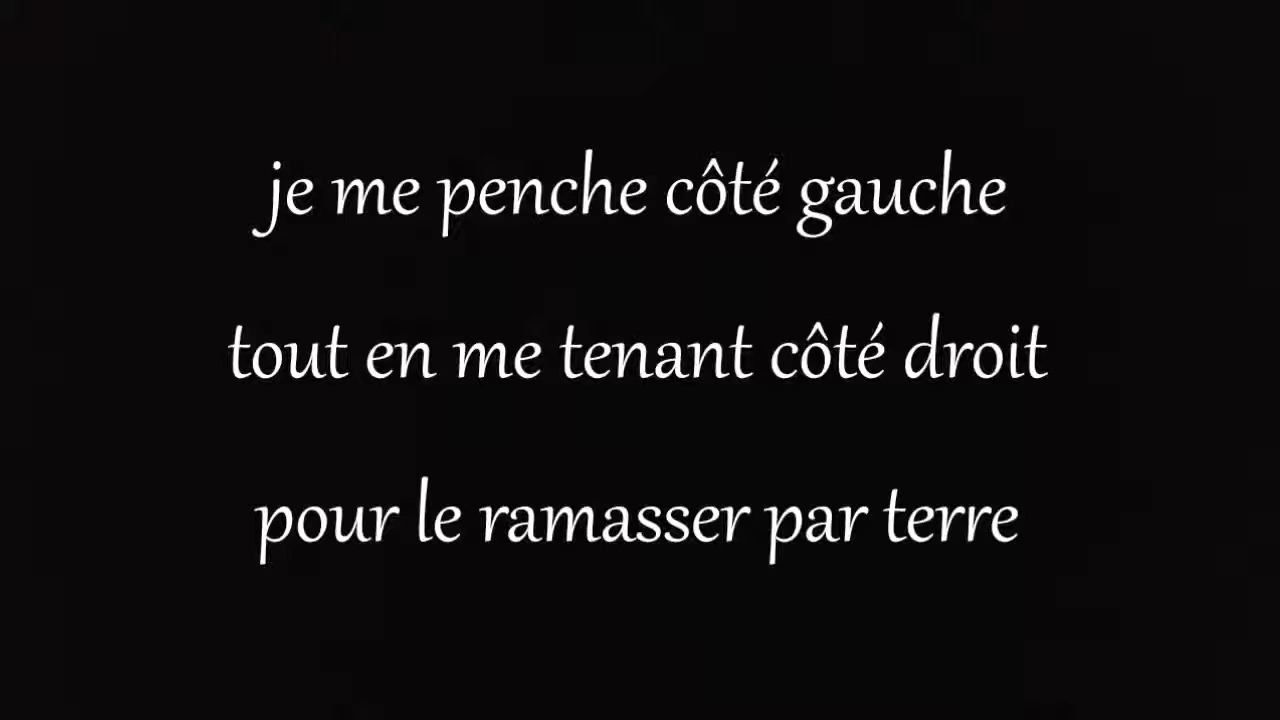 je me penche côté gauche
tout en me tenant côté droit
pour le ramasser par terre